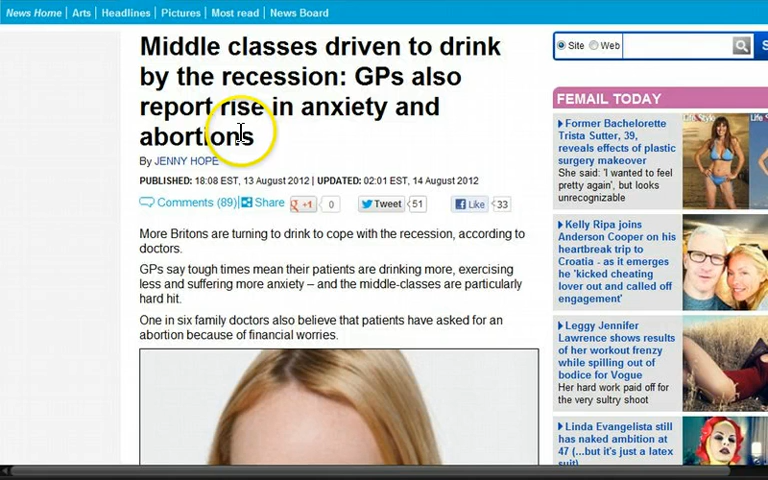 News Home | Arts | Headlines | Pictures | Most read | News Board
Middle classes driven to drink
by the recession: GPs also
report rise in anxiety and
abortions
By JENNY HOPE
PUBLISHED: 18:08 EST, 13 August 2012 | UPDATED: 02:01 EST, 14 August 2012
Comments (89) Share +1 0 Tweet 51 Like 33
More Britons are turning to drink to cope with the recession, according to
doctors.
GPs say tough times mean their patients are drinking more, exercising
less and suffering more anxiety – and the middle-classes are particularly
hard hit.
One in six family doctors also believe that patients have asked for an
abortion because of financial worries.
Site Web
FEMAIL TODAY
Former Bachelorette
Trista Sutter, 39,
reveals effects of plastic
surgery makeover
She said: 'I wanted to feel
pretty again', but looks
unrecognizable
Kelly Ripa joins
Anderson Cooper on his
heartbreak trip to
Croatia - as it emerges
he 'kicked cheating
lover out and called off
engagement'
Leggy Jennifer
Lawrence shows results
of her workout frenzy
while spilling out of
bodice for Vogue
Her hard work paid off for
the very sultry shoot
Linda Evangelista still
has naked ambition at
47 (...but it's just a latex
suit)